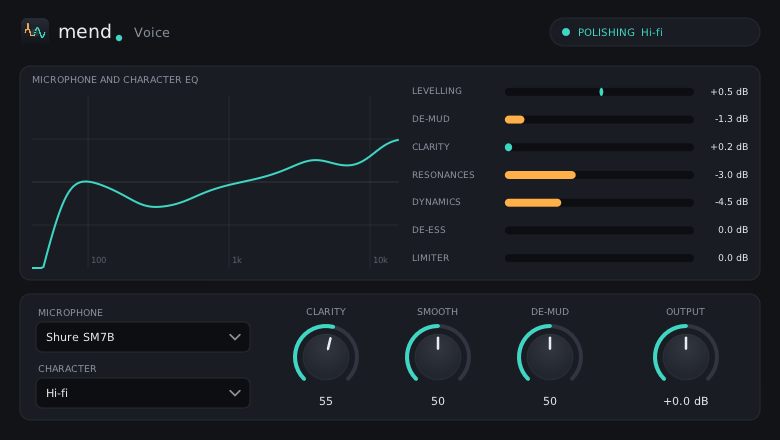 mend. Voice
POLISHING Hi-fi
MICROPHONE AND CHARACTER EQ
100 1k 10k
LEVELLING +0.5 dB
DE-MUD -1.3 dB
CLARITY +0.2 dB
RESONANCES -3.0 dB
DYNAMICS -4.5 dB
DE-ESS 0.0 dB
LIMITER 0.0 dB
MICROPHONE
Shure SM7B
CHARACTER
Hi-fi
CLARITY SMOOTH DE-MUD OUTPUT
55 50 50 +0.0 dB